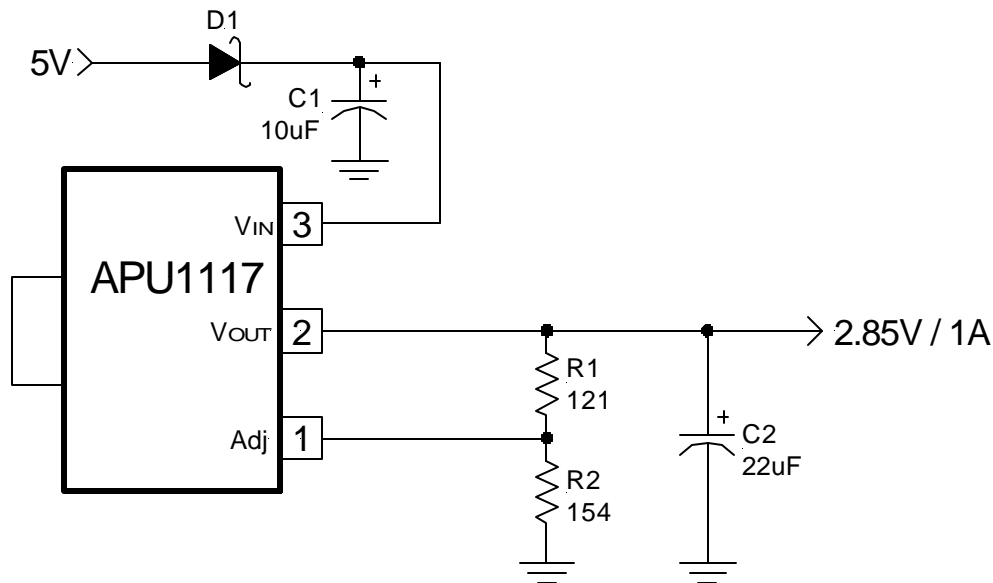 D1
5V
+
C1
10uF
VIN
3
APU1117
VOUT
2
2.85V / 1A
R1
121
Adj
1
+
C2
22uF
R2
154